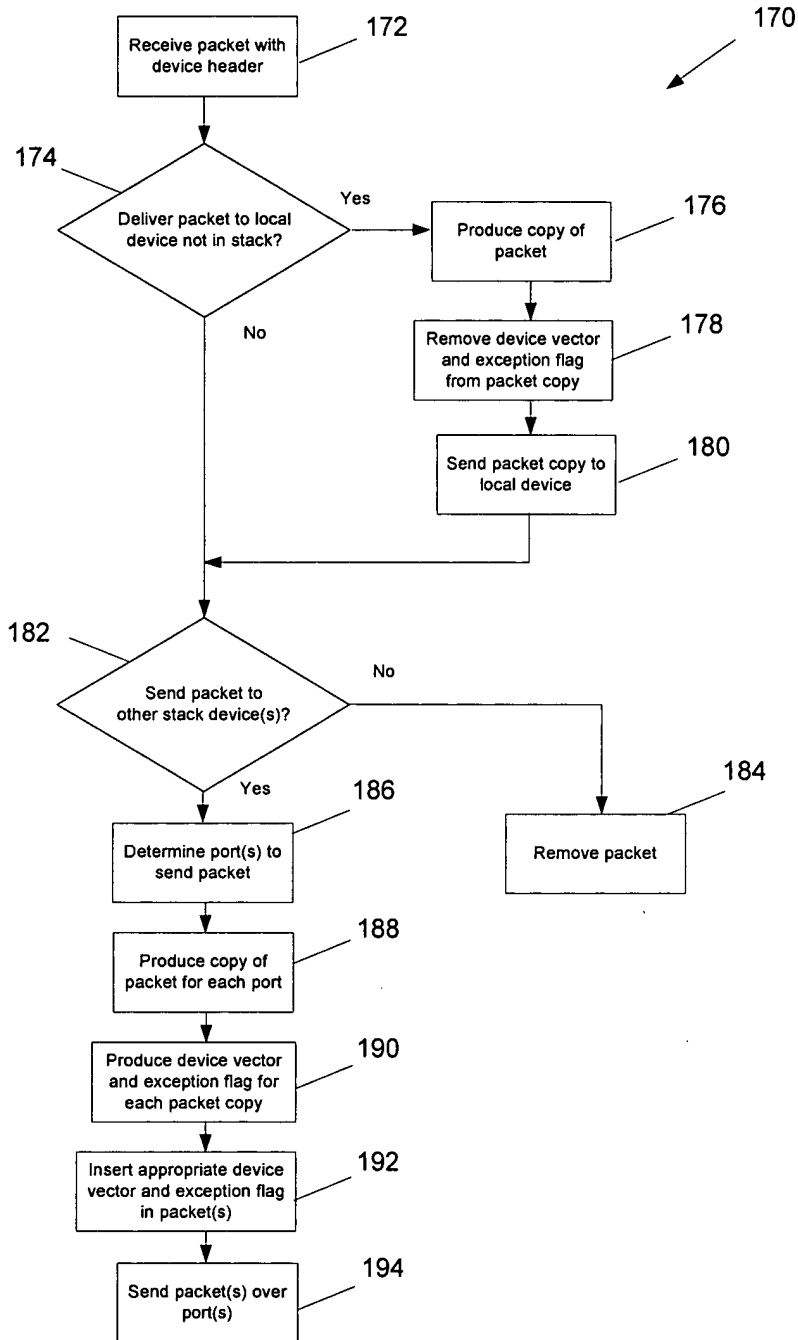 170
172
Receive packet with
device header
174
Deliver packet to local
device not in stack?
Yes
No
176
Produce copy of
packet
178
Remove device vector
and exception flag
from packet copy
180
Send packet copy to
local device
182
Send packet to
other stack device(s)?
No
Yes
184
Remove packet
186
Determine port(s) to
send packet
188
Produce copy of
packet for each port
190
Produce device vector
and exception flag for
each packet copy
192
Insert appropriate device
vector and exception flag
in packet(s)
194
Send packet(s) over
port(s)